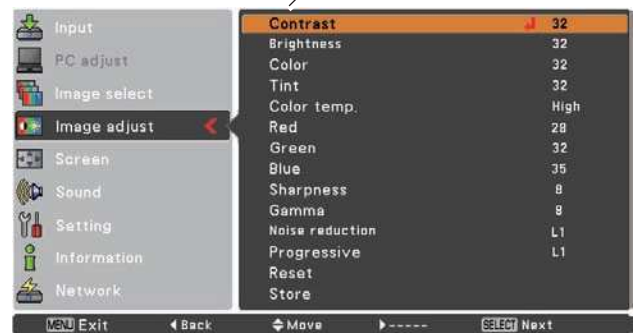 Input
PC adjust
Image select
Image adjust
Screen
Sound
Setting
Information
Network
Contrast 32
Brightness 32
Color 32
Tint 32
Color temp. High
Red 28
Green 32
Blue 35
Sharpness 8
Gamma 8
Noise reduction L1
Progressive L1
Reset
Store
MENU Exit ◀Back ◆Move ▶----- SELECT Next